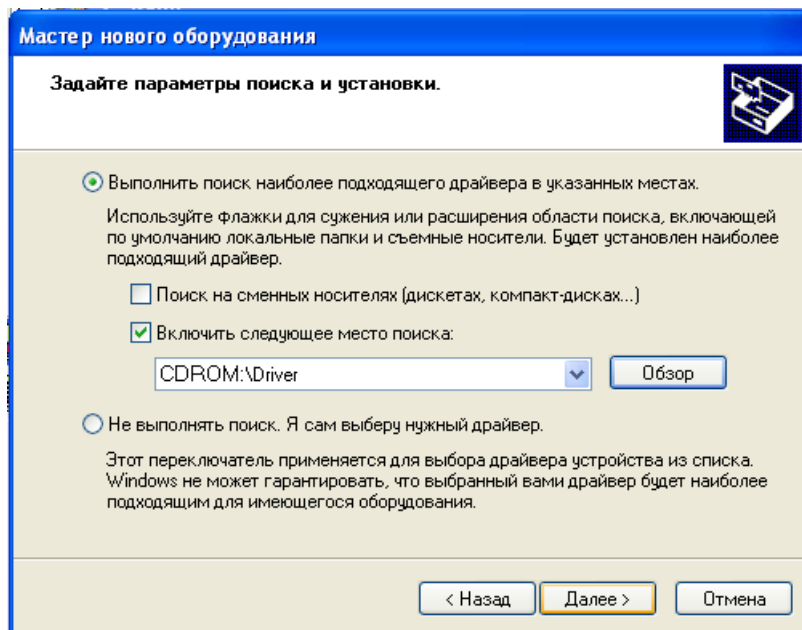 Мастер нового оборудования
Задайте параметры поиска и установки.
Выполнить поиск наиболее подходящего драйвера в указанных местах.
Используйте флажки для сужения или расширения области поиска, включающей
по умолчанию локальные папки и съемные носители. Будет установлен наиболее
подходящий драйвер.
Поиск на сменных носителях (дискетах, компакт-дисках...)
Включить следующее место поиска:
CDROM:\Driver
Обзор
Не выполнять поиск. Я сам выберу нужный драйвер.
Этот переключатель применяется для выбора драйвера устройства из списка.
Windows не может гарантировать, что выбранный вами драйвер будет наиболее
подходящим для имеющегося оборудования.
< Назад Далее > Отмена